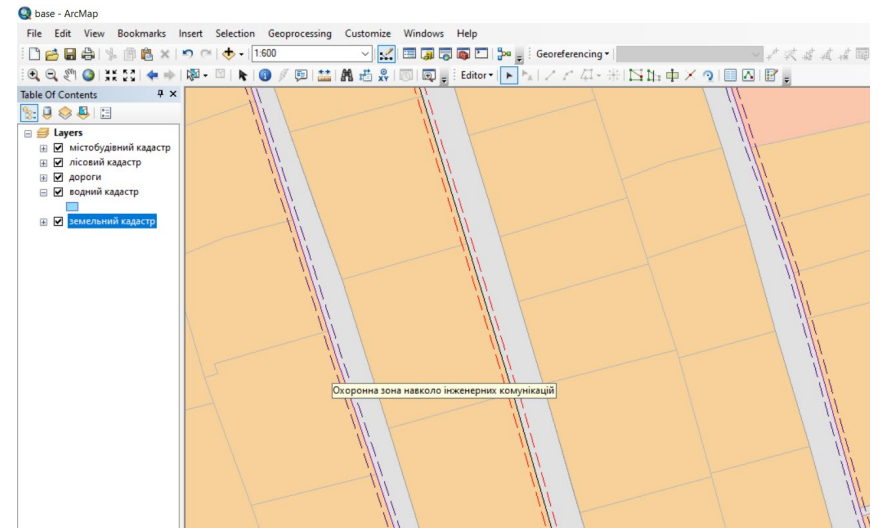 base - ArcMap
File Edit View Bookmarks Insert Selection Geoprocessing Customize Windows Help
1:600 Georeferencing
Editor
Table Of Contents
Layers
містобудівний кадастр
лісовий кадастр
дороги
водний кадастр
земельний кадастр
Охоронна зона навколо інженерних комунікацій